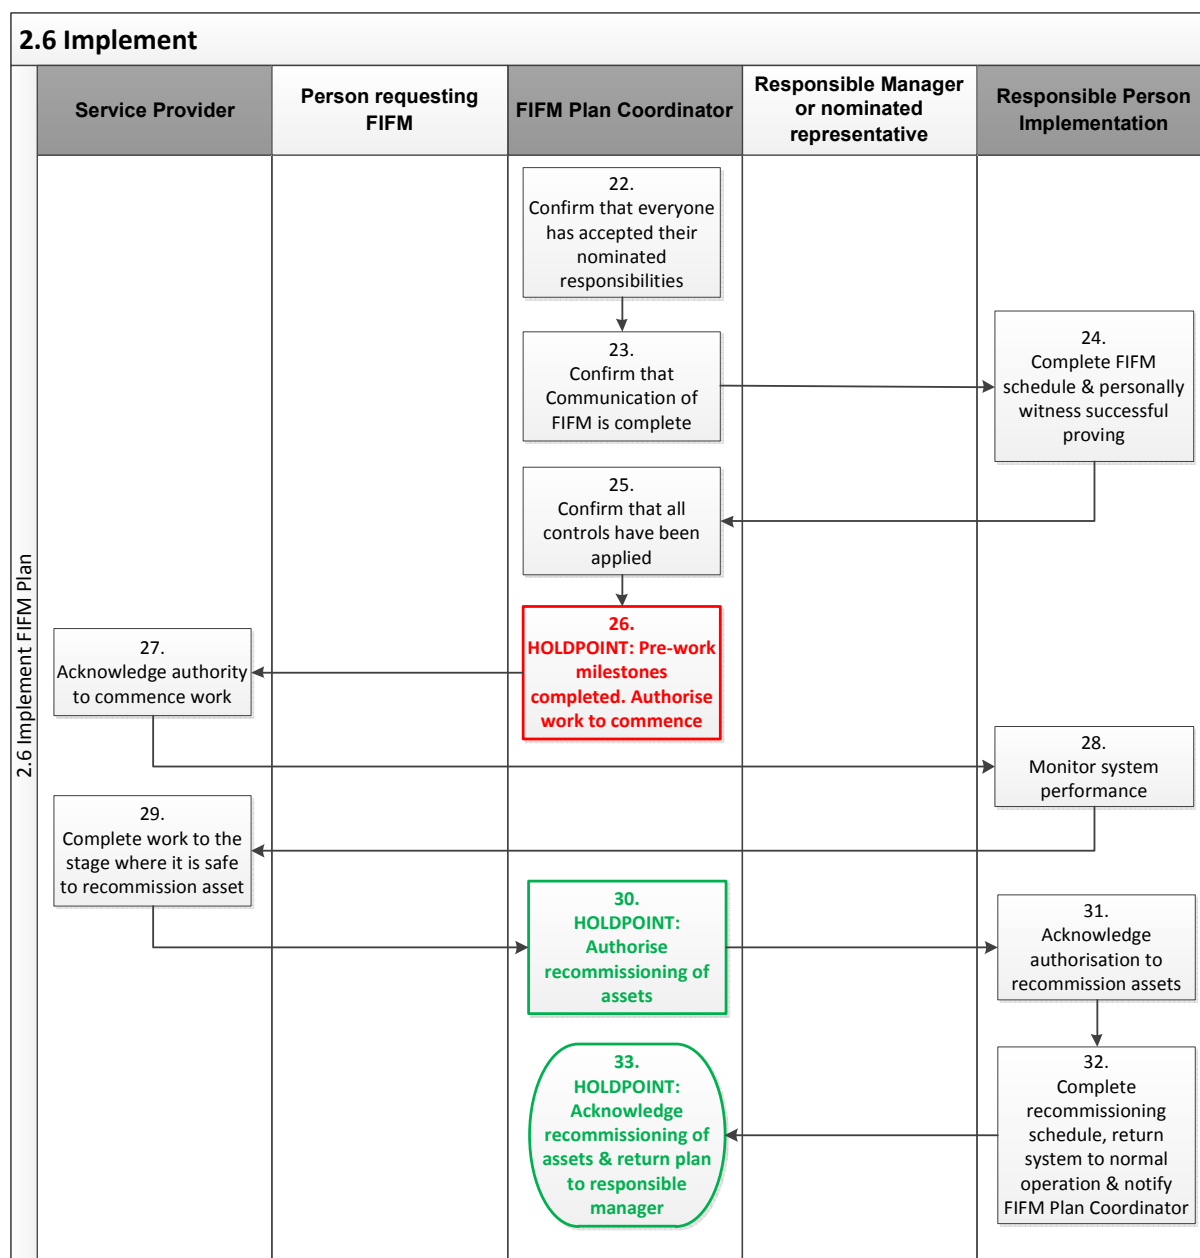 2.6 Implement
Service Provider
Person requesting
FIFM
FIFM Plan Coordinator
Responsible Manager
or nominated
representative
Responsible Person
Implementation
2.6 Implement FIFM Plan
22.
Confirm that everyone
has accepted their
nominated
responsibilities
23.
Confirm that
Communication of
FIFM is complete
24.
Complete FIFM
schedule & personally
witness successful
proving
25.
Confirm that all
controls have been
applied
26.
HOLDPOINT: Pre-work
milestones
completed. Authorise
work to commence
27.
Acknowledge authority
to commence work
28.
Monitor system
performance
29.
Complete work to the
stage where it is safe
to recommission asset
30.
HOLDPOINT:
Authorise
recommissioning of
assets
31.
Acknowledge
authorisation to
recommission assets
32.
Complete
recommissioning
schedule, return
system to normal
operation & notify
FIFM Plan Coordinator
33.
HOLDPOINT:
Acknowledge
recommissioning of
assets & return plan
to responsible
manager